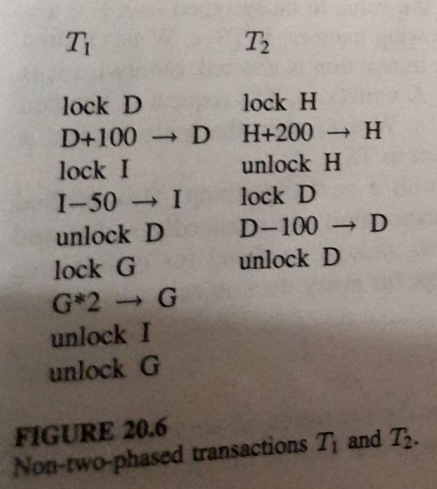 T₁ T₂
lock D lock H
D+100 → D H+200 → H
lock I unlock H
I−50 → I lock D
unlock D D−100 → D
lock G unlock D
G*2 → G
unlock I
unlock G
FIGURE 20.6
Non-two-phased transactions T₁ and T₂.